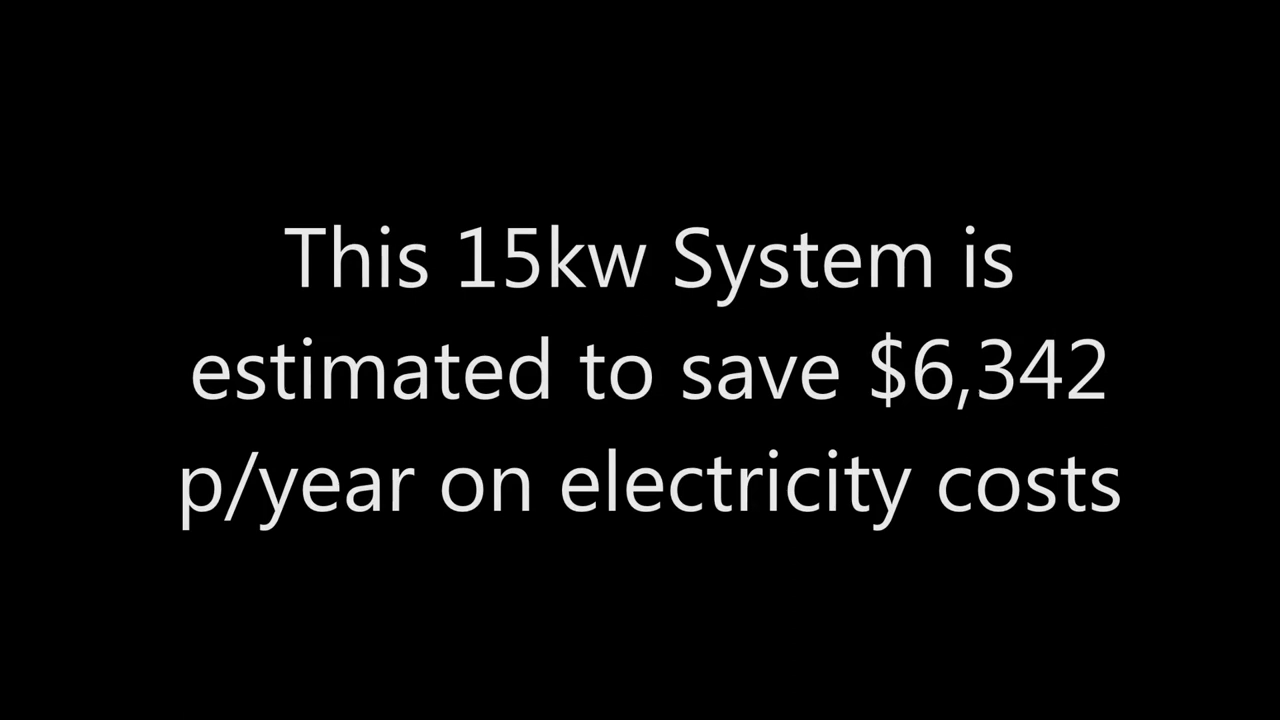 This 15kw System is
estimated to save $6,342
p/year on electricity costs